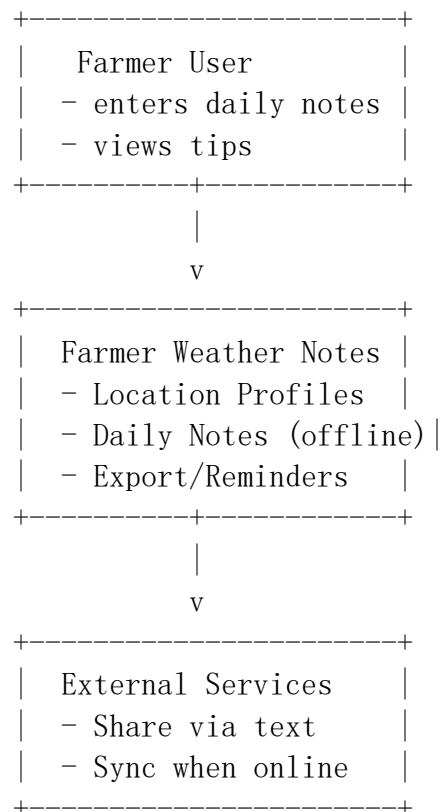 Farmer User
- enters daily notes
- views tips
v
Farmer Weather Notes
- Location Profiles
- Daily Notes (offline)
- Export/Reminders
v
External Services
- Share via text
- Sync when online